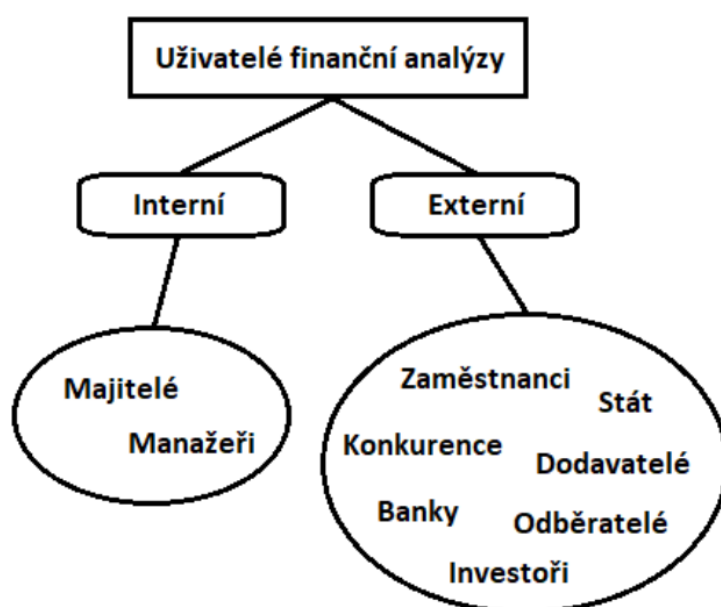 Uživatelé finanční analýzy
Interní
Externí
Majitelé
Manažeři
Zaměstnanci
Stát
Konkurence
Dodavatelé
Banky
Odběratelé
Investoři